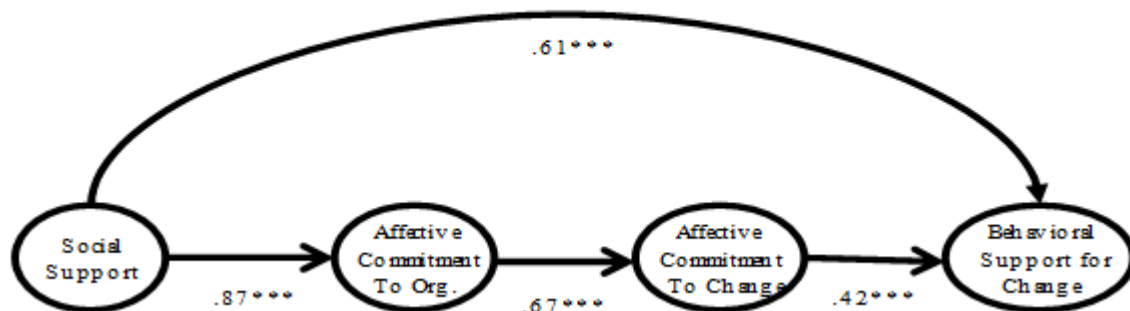 .61***
Social
Support
Affective
Commitment
To Org.
Affective
Commitment
To Change
Behavioral
Support for
Change
.87***
.67***
.42***